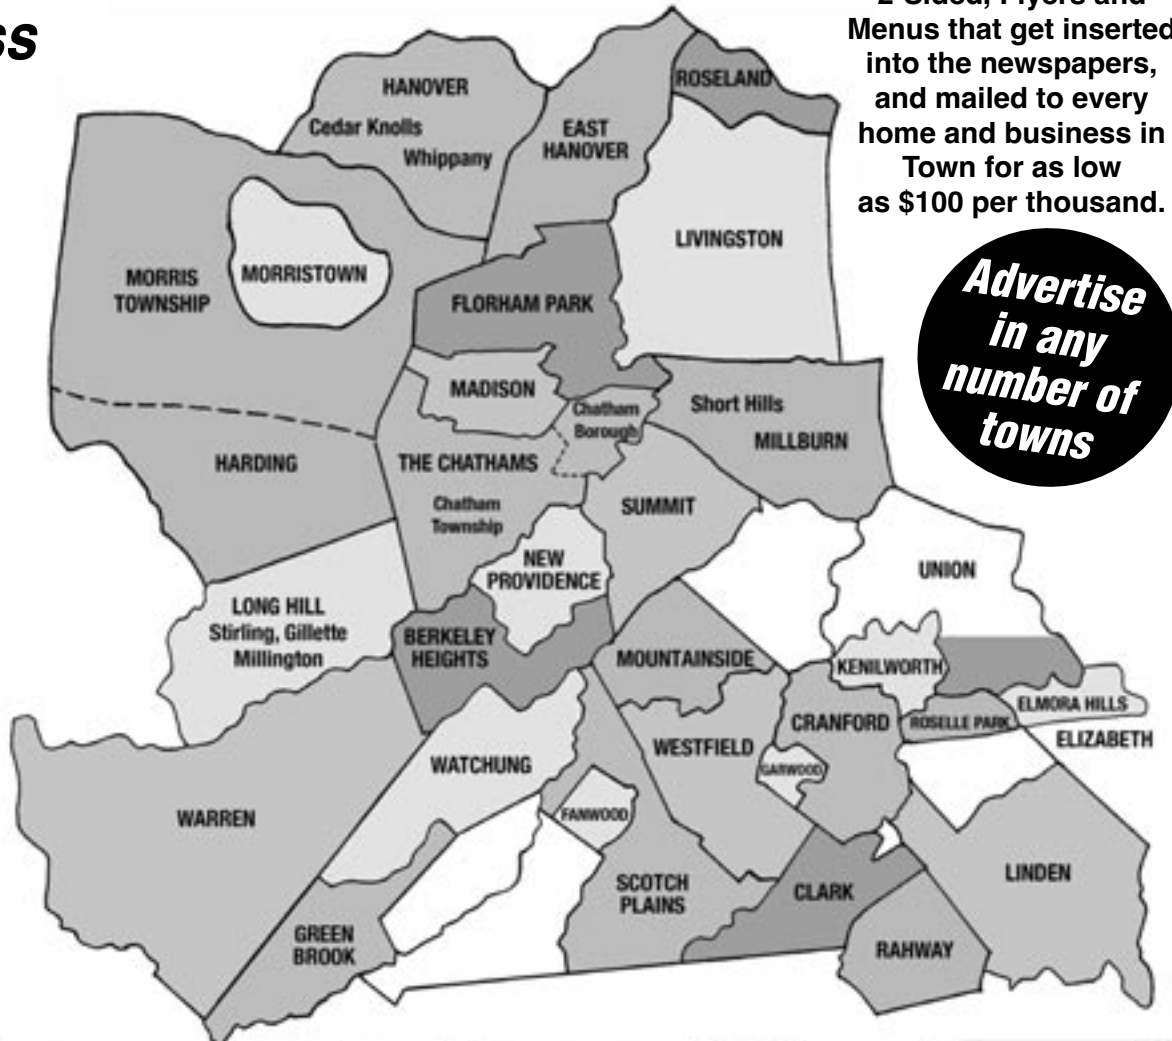 2-Sided, Flyers and
Menus that get inserted
into the newspapers,
and mailed to every
home and business in
Town for as low
as $100 per thousand.
Advertise
in any
number of
towns
HANOVER
Cedar Knolls
Whippany
EAST
HANOVER
ROSELAND
LIVINGSTON
MORRIS
TOWNSHIP
MORRISTOWN
FLORHAM PARK
MADISON
Chatham
Borough
Short Hills
MILLBURN
HARDING
THE CHATHAMS
Chatham
Township
SUMMIT
NEW
PROVIDENCE
UNION
LONG HILL
Stirling, Gillette
Millington
BERKELEY
HEIGHTS
MOUNTAINSIDE
KENILWORTH
ELMORA HILLS
ROSELLE PARK
CRANFORD
ELIZABETH
WESTFIELD
GARWOOD
WATCHUNG
WARREN
FANWOOD
SCOTCH
PLAINS
CLARK
LINDEN
GREEN
BROOK
RAHWAY